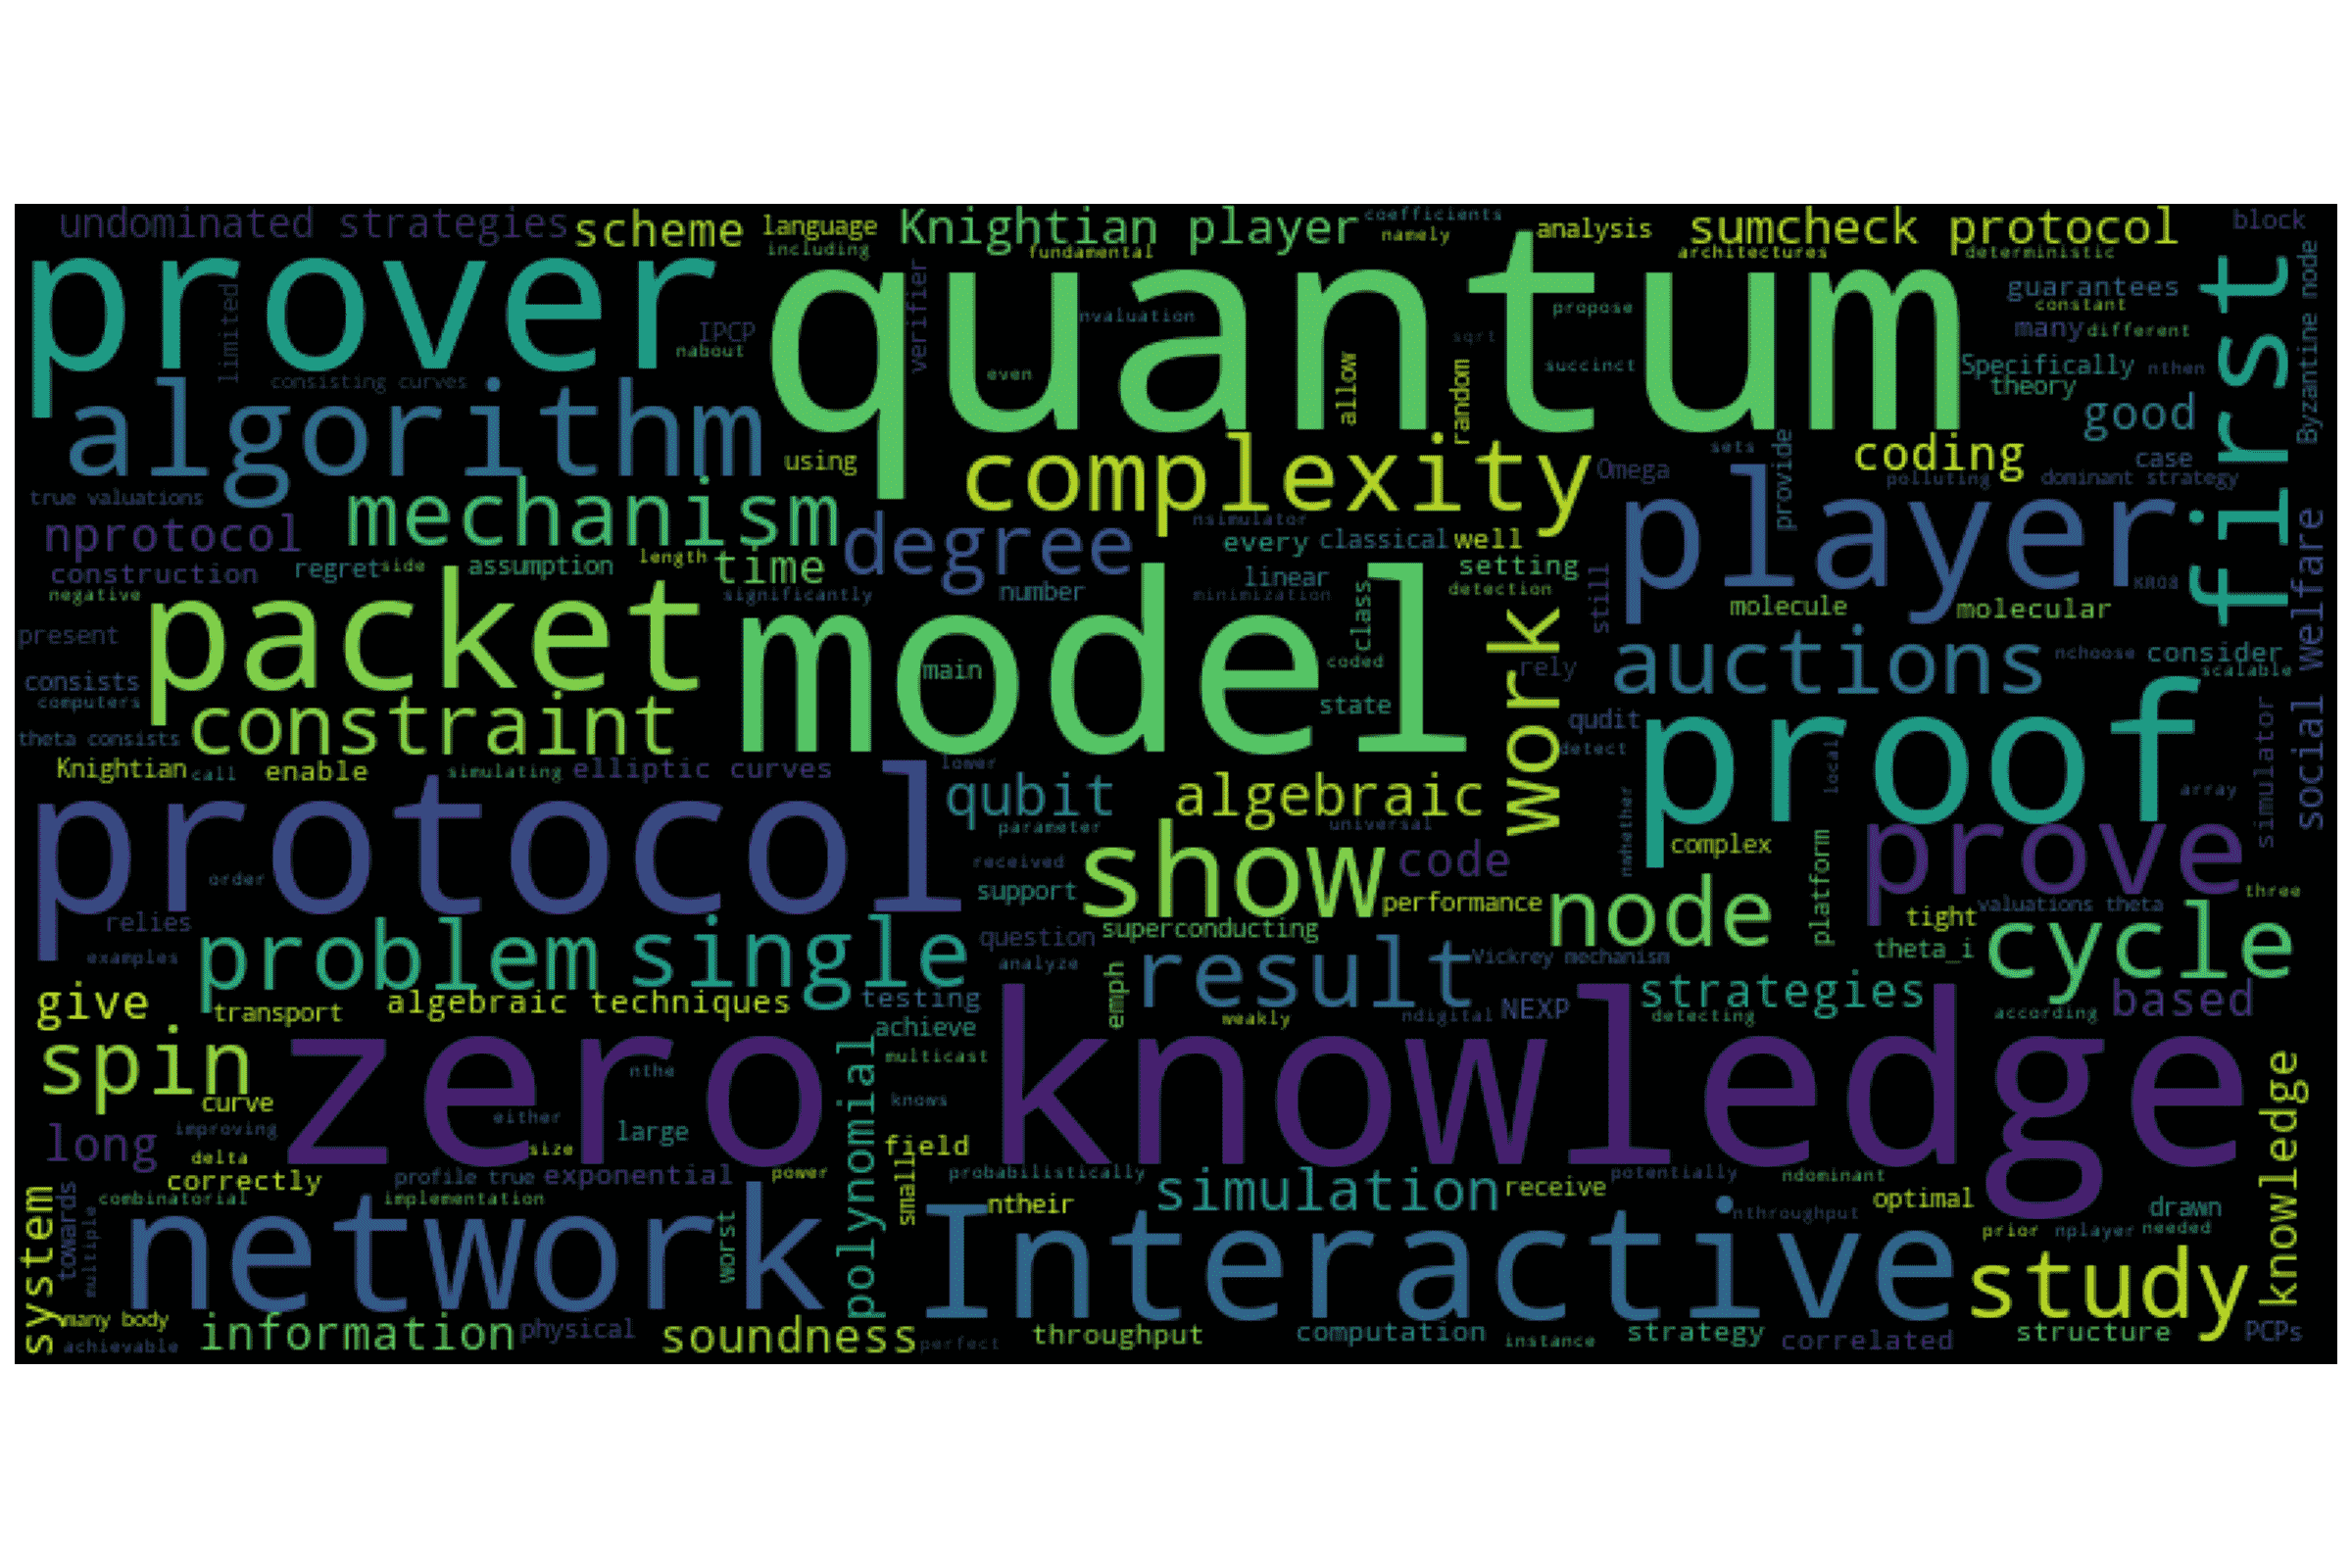 undominated strategies scheme language Knightian player coefficients analysis sumcheck protocol block
including namely
fundamental architectures deterministic
prover quantum first
limited IPCP verifier nvaluation propose guarantees Byzantine node
nabout sqrt constant
many different
consisting curves even allow random succinct Specifically nthen
algorithm theory good
using complexity sets coding case
Omega provide polluting dominant strategy
true valuations mechanism player
nprotocol degree nsimulator every classical well
construction regret side assumption length time linear setting
negative significantly number minimization detection still KR08
packet model class molecule molecular social welfare
present work auctions nchoose consider
consists main coded rely scalable
computers constraint state qudit proof
theta consists detect local simulator
Knightian call enable simulating elliptic curves lower
protocol qubit algebraic array
parameter universal nwhether
show code complex platform prove
received
order support performance node three
relies superconducting tight valuations theta
problem single question result theta_i cycle
examples analyze Vickrey mechanism
give algebraic techniques testing emph NEXP strategies based
transport achieve weakly ndigital detecting according
spin zero knowledge
nthe polynomial multicast
curve either knows
long improving large field knowledge
delta size
correctly profile true exponential power small probabilistically potentially ndominant
combinatorial implementation simulation receive optimal drawn
system towards multiple network worst ntheir Interactive nthroughput prior nplayer needed
study
many body information physical soundness throughput computation strategy correlated structure PCPs
achievable perfect instance